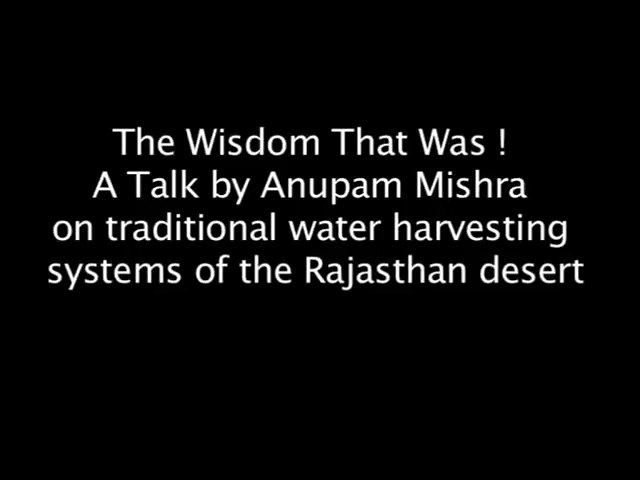 The Wisdom That Was !
A Talk by Anupam Mishra
on traditional water harvesting
systems of the Rajasthan desert